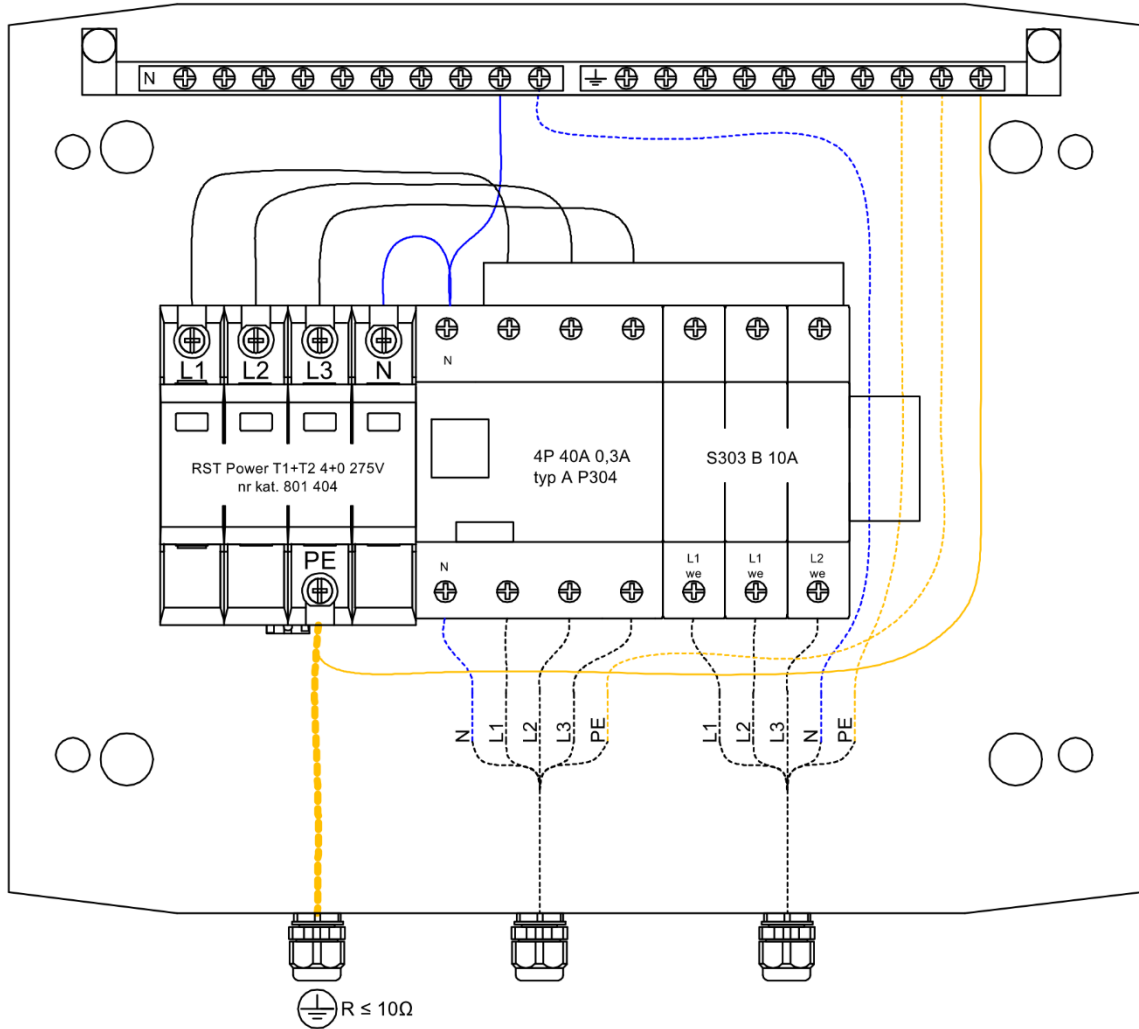 N
L1 L2 L3 N
N
RST Power T1+T2 4+0 275V
nr kat. 801 404
4P 40A 0,3A
typ A P304
S303 B 10A
PE
N
L1
we
L1
we
L2
we
N L1 L2 L3 PE
L1 L2 L3 N PE
R ≤ 10Ω